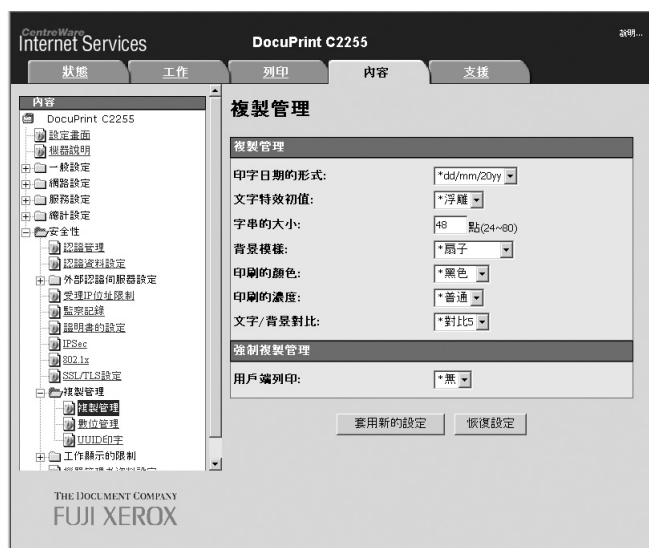 CentreWare
Internet Services
DocuPrint C2255
說明...
狀態
工作
列印
內容
支援
內容
DocuPrint C2255
設定畫面
機器說明
一般設定
網路設定
服務設定
總計設定
安全性
認證管理
認證資料設定
外部認證伺服器設定
受理IP位址限制
監察記錄
證明書的設定
IPSec
802.1x
SSL/TLS設定
複製管理
複製管理
數位管理
UUID印字
工作顯示的限制
複製管理
複製管理
印字日期的形式:
*dd/mm/20yy
文字特效初值:
*浮雕
字串的大小:
48 點(24~80)
背景模樣:
*扇子
印刷的顏色:
*黑色
印刷的濃度:
*普通
文字/背景對比:
*對比5
強制複製管理
用戶端列印:
*無
套用新的設定
恢復設定
THE DOCUMENT COMPANY
FUJI XEROX